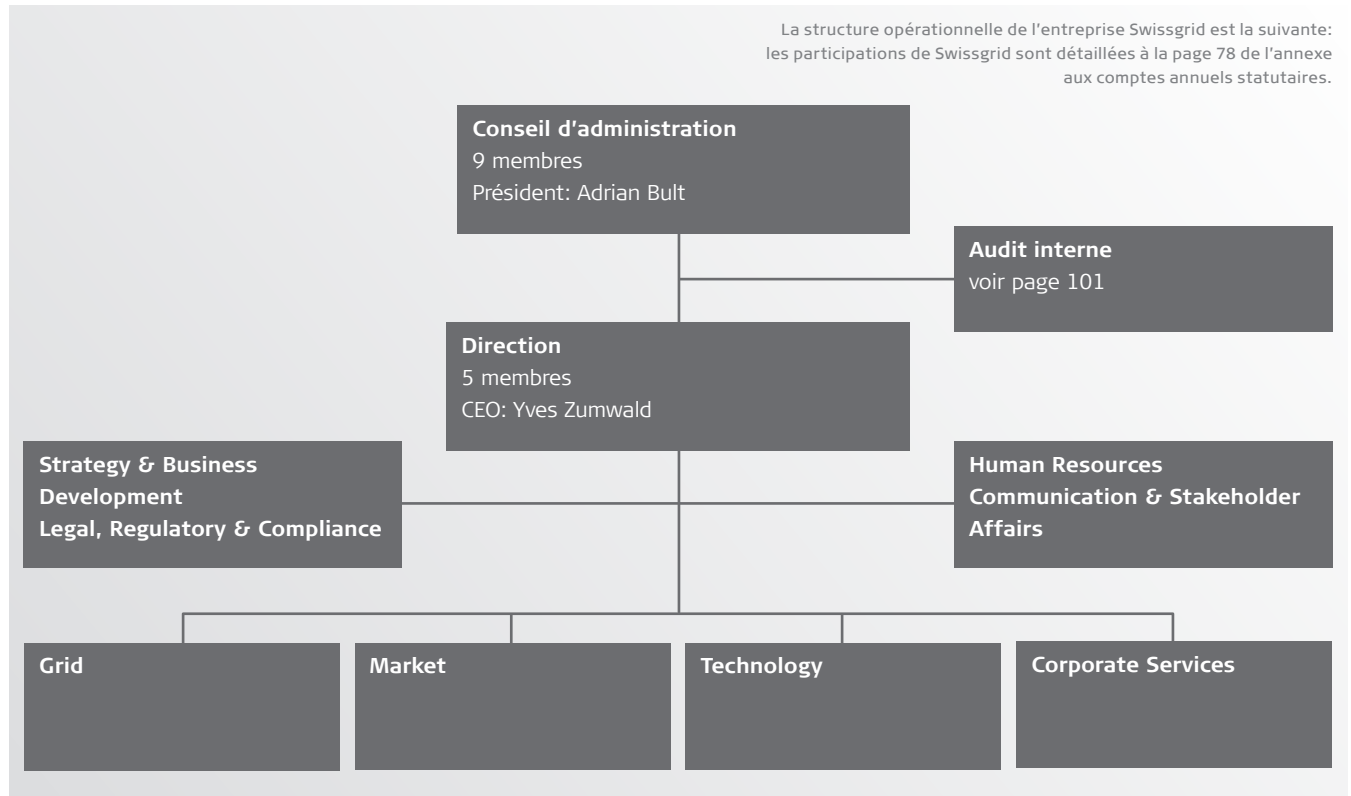 La structure opérationnelle de l'entreprise Swissgrid est la suivante:
les participations de Swissgrid sont détaillées à la page 78 de l'annexe
aux comptes annuels statutaires.
Conseil d'administration
9 membres
Président: Adrian Bult
Audit interne
voir page 101
Direction
5 membres
CEO: Yves Zumwald
Strategy & Business
Development
Legal, Regulatory & Compliance
Human Resources
Communication & Stakeholder
Affairs
Grid
Market
Technology
Corporate Services